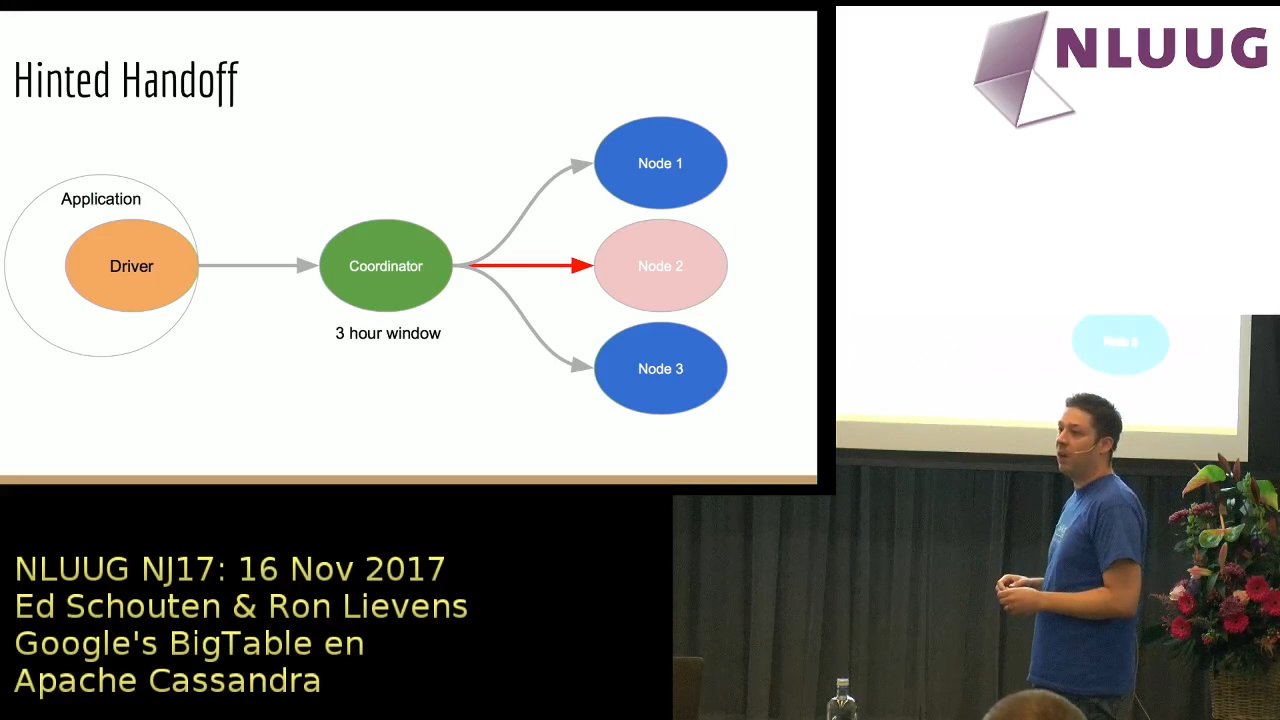 Hinted Handoff
NLUUG
Application
Driver
Coordinator
3 hour window
Node 1
Node 2
Node 3
NLUUG NJ17: 16 Nov 2017
Ed Schouten & Ron Lievens
Google's BigTable en
Apache Cassandra